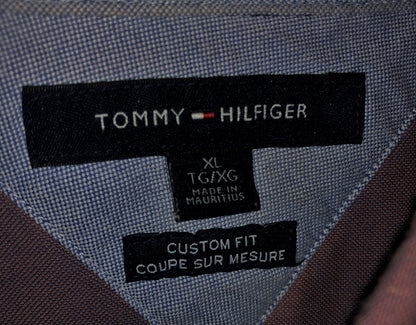 TOMMY HILFIGER
XL
TG/XG
MADE IN
MAURITIUS
CUSTOM FIT
COUPE SUR MESURE